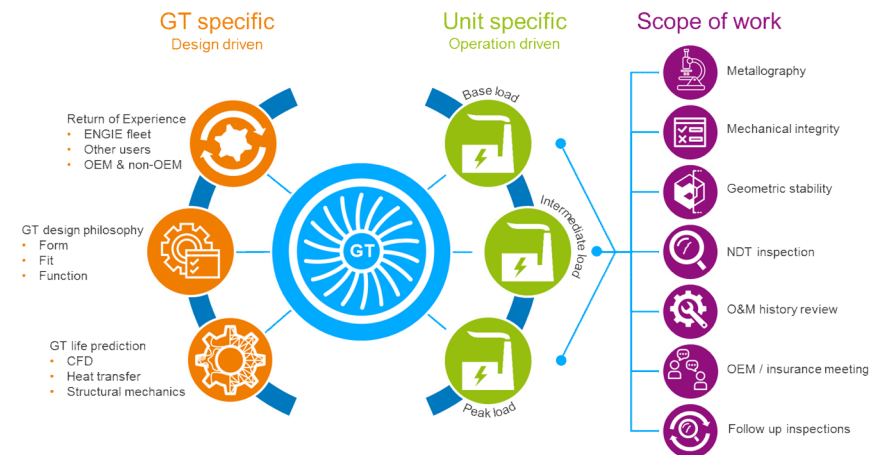 GT specific
Design driven
Unit specific
Operation driven
Scope of work
Return of Experience
• ENGIE fleet
• Other users
• OEM & non-OEM
GT design philosophy
• Form
• Fit
• Function
GT life prediction
• CFD
• Heat transfer
• Structural mechanics
GT
Base load
Intermediate load
Peak load
Metallography
Mechanical integrity
Geometric stability
NDT inspection
O&M history review
OEM / insurance meeting
Follow up inspections